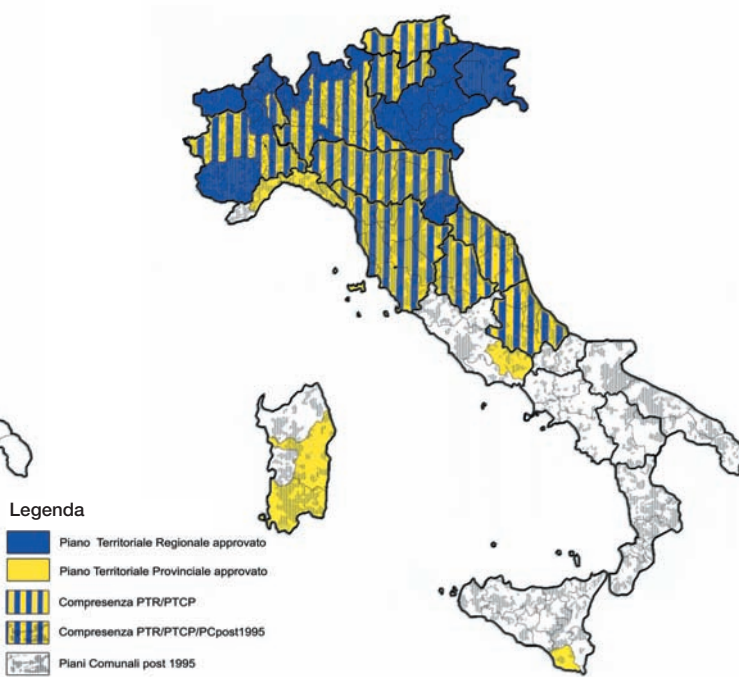 Legenda
Piano Territoriale Regionale approvato
Piano Territoriale Provinciale approvato
Compresenza PTR/PTCP
Compresenza PTR/PTCP/PCpost1995
Piani Comunali post 1995